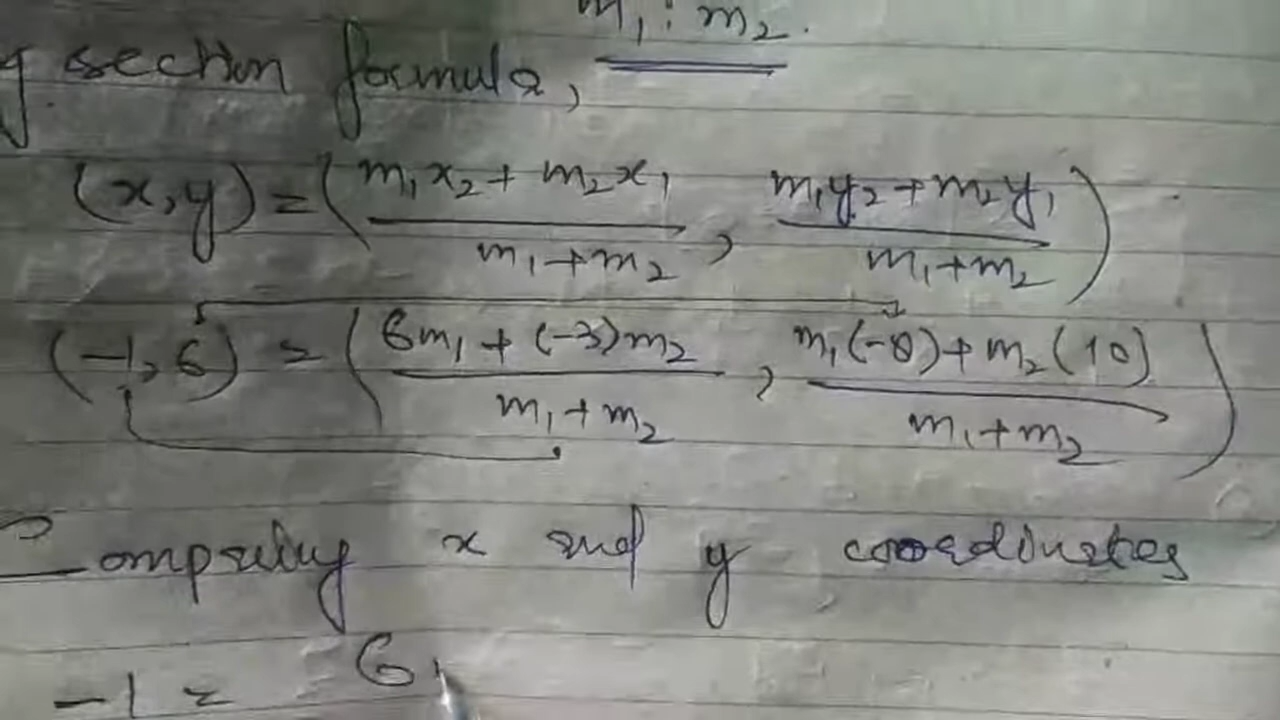 m₁ : m₂.
y section formula,
(x, y) = ( m₁x₂ + m₂x₁ / m₁ + m₂ , m₁y₂ + m₂y₁ / m₁ + m₂ )
(-1, 6) = ( 6m₁ + (-3)m₂ / m₁ + m₂ , m₁(-8) + m₂(10) / m₁ + m₂ )
Comparing x and y coordinates
-1 = 6